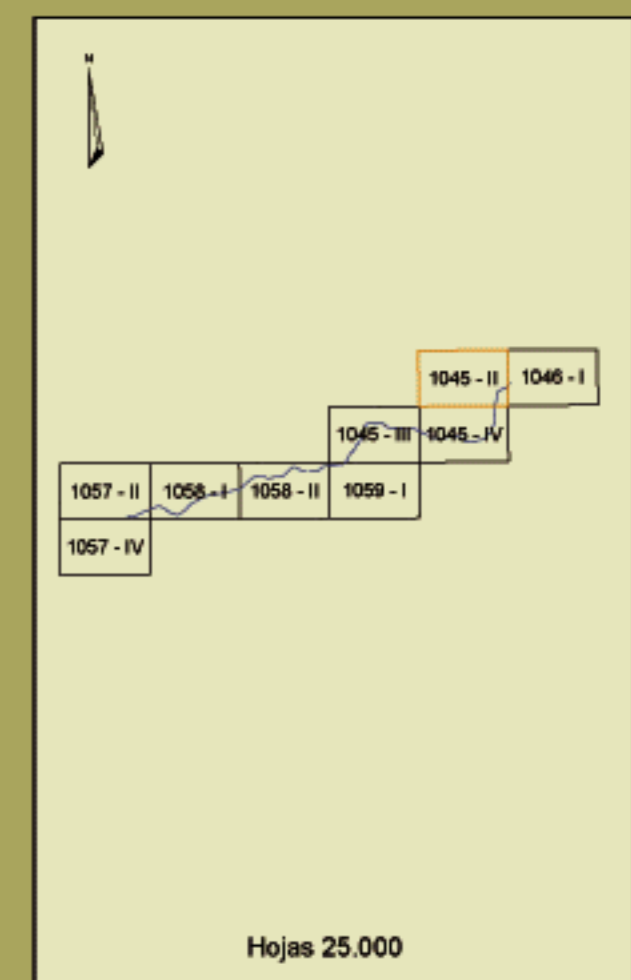 N
1045 - II 1046 - I
1045 - III 1045 - IV
1057 - II 1058 - I 1058 - II 1059 - I
1057 - IV
Hojas 25.000